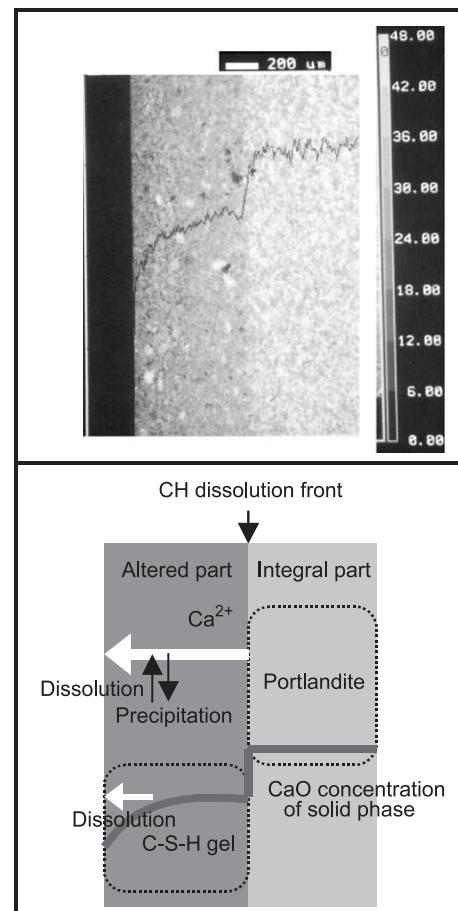 200 um
0
48.00
42.00
36.00
30.00
24.00
18.00
12.00
6.00
0.00
CH dissolution front
Altered part
Integral part
Ca²⁺
Portlandite
Dissolution
Precipitation
CaO concentration
of solid phase
Dissolution
C-S-H gel